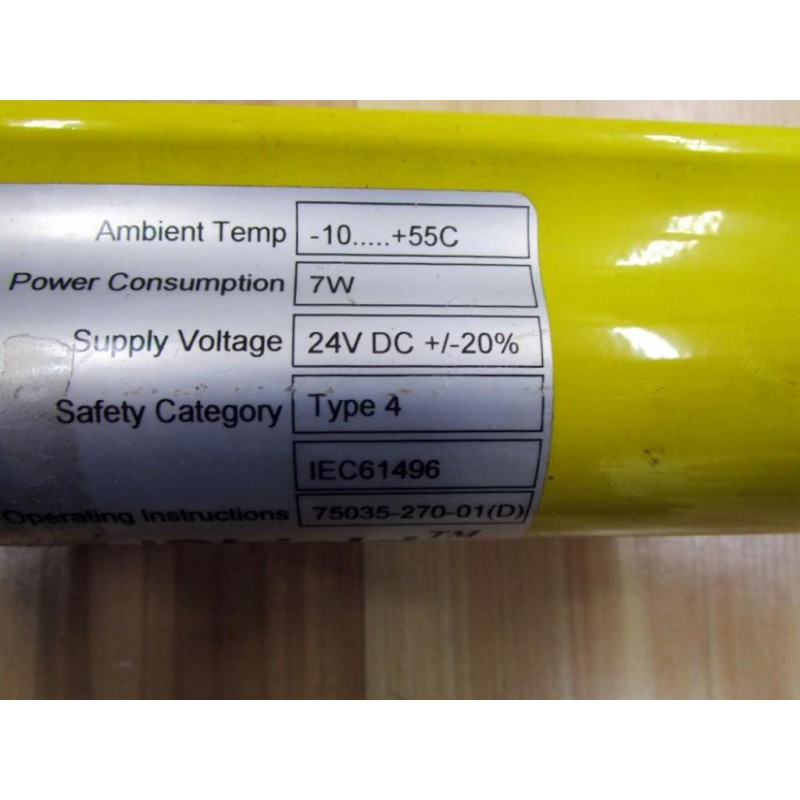 Ambient Temp -10.....+55C
Power Consumption 7W
Supply Voltage 24V DC +/-20%
Safety Category Type 4
IEC61496
Operating Instructions 75035-270-01(D)
TM